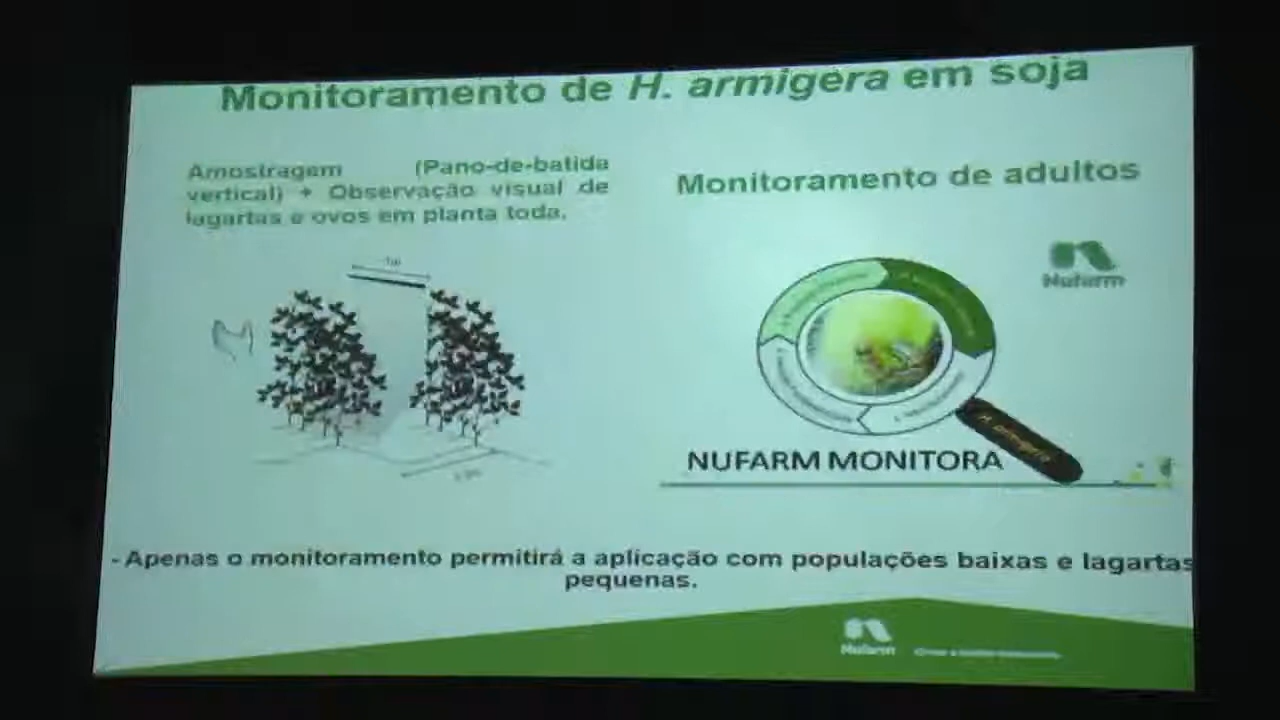 Monitoramento de H. armigera em soja
Amostragem (Pano-de-batida
vertical) + Observação visual de
lagartas e ovos em planta toda.
Monitoramento de adultos
Nufarm
H. armigera
NUFARM MONITORA
- Apenas o monitoramento permitirá a aplicação com populações baixas e lagartas
pequenas.
Nufarm